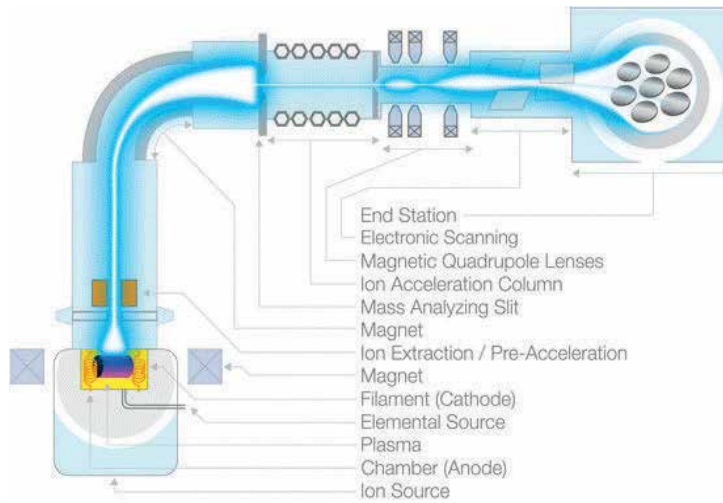 End Station
Electronic Scanning
Magnetic Quadrupole Lenses
Ion Acceleration Column
Mass Analyzing Slit
Magnet
Ion Extraction / Pre-Acceleration
Magnet
Filament (Cathode)
Elemental Source
Plasma
Chamber (Anode)
Ion Source